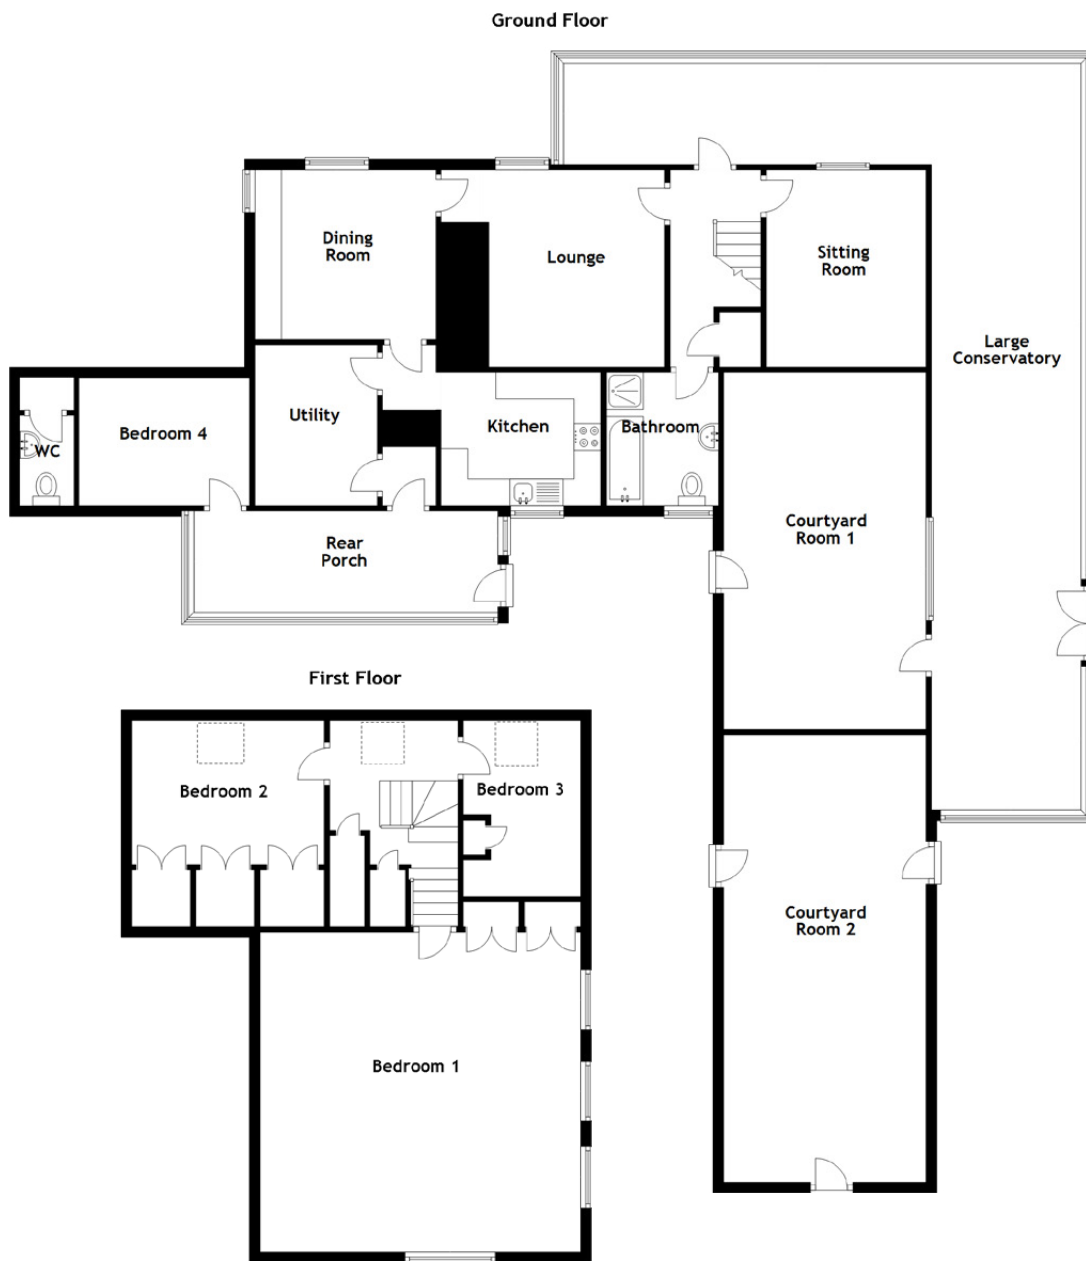 Ground Floor
Dining
Room
Lounge
Sitting
Room
Large
Conservatory
Utility
Kitchen
Bathroom
Bedroom 4
WC
Courtyard
Room 1
Rear
Porch
First Floor
Bedroom 2
Bedroom 3
Courtyard
Room 2
Bedroom 1